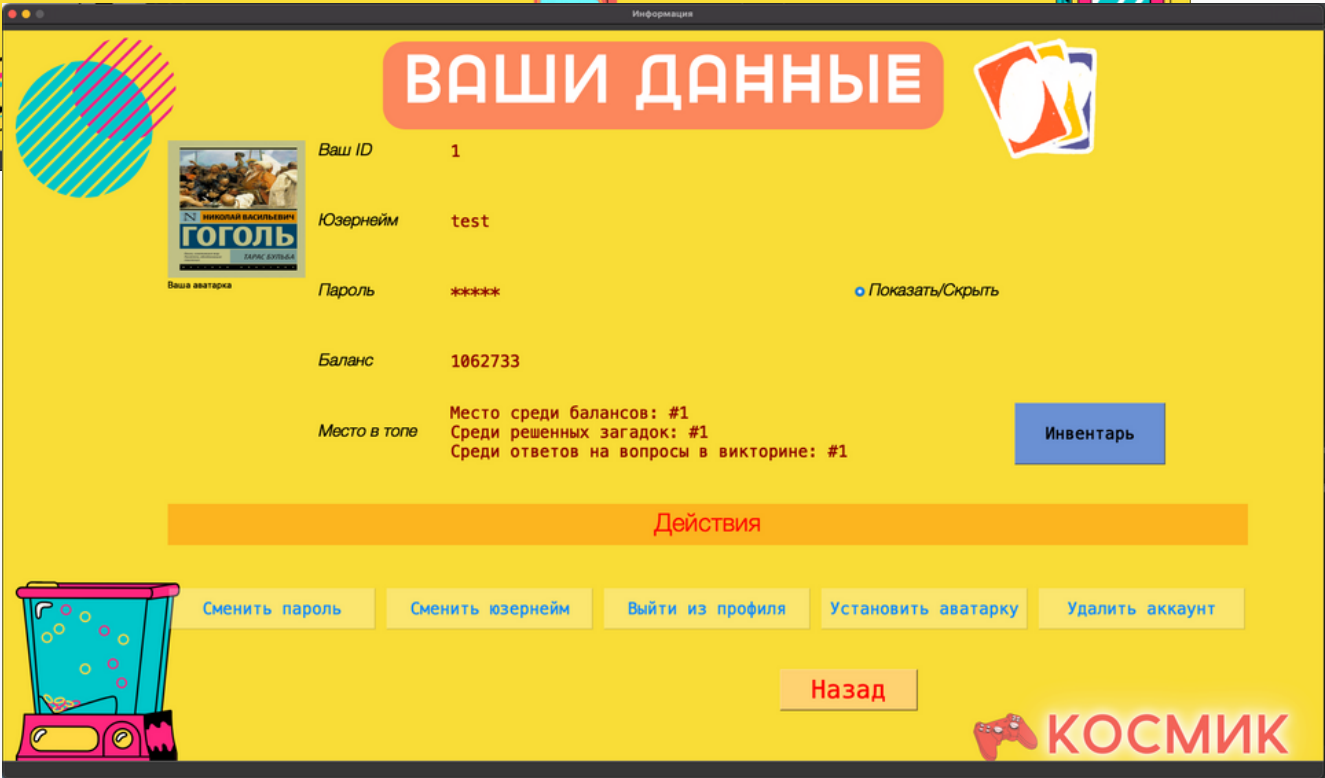 Информация
ВАШИ ДАННЫЕ
Ваш ID
1
НИКОЛАЙ ВАСИЛЬЕВИЧ
ГОГОЛЬ
ТАРАС БУЛЬБА
Ваша аватарка
Юзернейм
test
Пароль
*****
Показать/Скрыть
Баланс
1062733
Место в топе
Место среди балансов: #1
Среди решенных загадок: #1
Среди ответов на вопросы в викторине: #1
Инвентарь
Действия
Сменить пароль
Сменить юзернейм
Выйти из профиля
Установить аватарку
Удалить аккаунт
Назад
КОСМИК